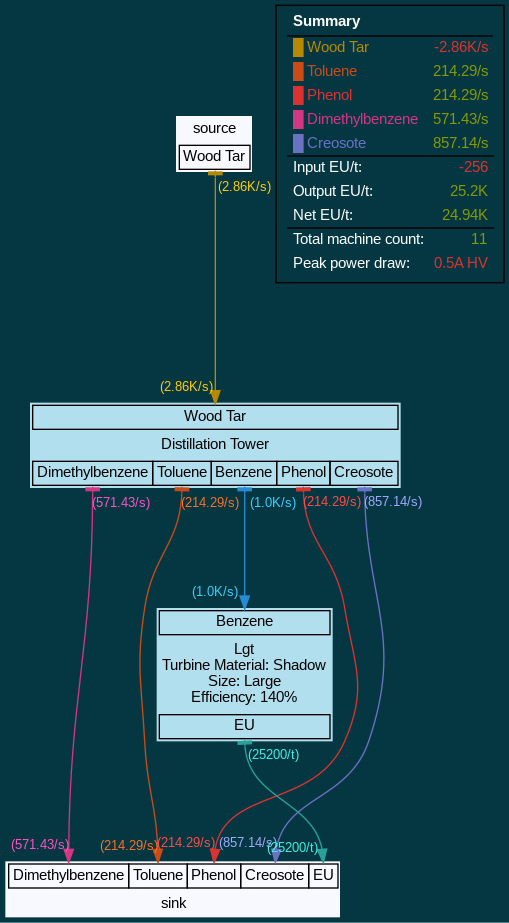 Summary
Wood Tar -2.86K/s
Toluene 214.29/s
Phenol 214.29/s
Dimethylbenzene 571.43/s
Creosote 857.14/s
Input EU/t: -256
Output EU/t: 25.2K
Net EU/t: 24.94K
Total machine count: 11
Peak power draw: 0.5A HV
source
Wood Tar
(2.86K/s)
(2.86K/s)
Wood Tar
Distillation Tower
Dimethylbenzene Toluene Benzene Phenol Creosote
(571.43/s) (214.29/s) (1.0K/s) (214.29/s) (857.14/s)
(1.0K/s)
Benzene
Lgt
Turbine Material: Shadow
Size: Large
Efficiency: 140%
EU
(25200/t)
(571.43/s) (214.29/s) (214.29/s) (857.14/s) (25200/t)
Dimethylbenzene Toluene Phenol Creosote EU
sink